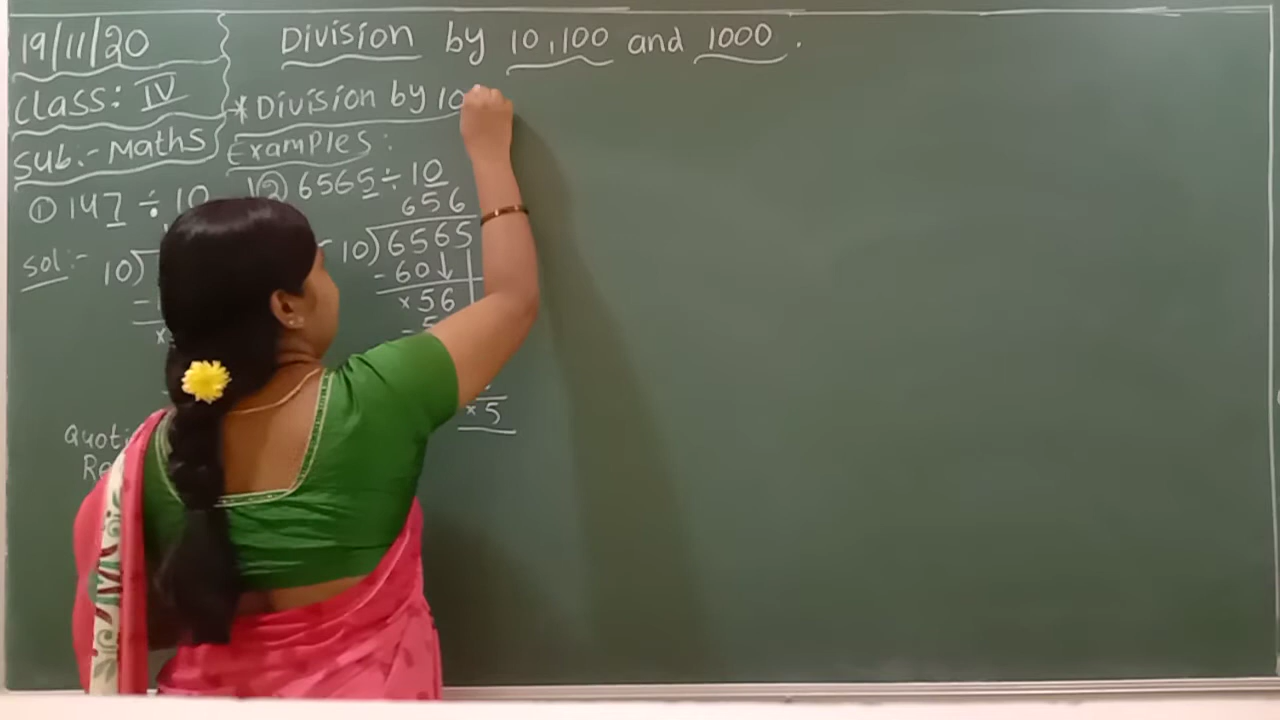 19/11/20
Class: IV
Sub:- Maths
Division by 10,100 and 1000.
*Division by 10
Examples:
① 147 ÷ 10
Sol:-
10)
② 6565 ÷ 10
656
10)6565
-60↓
×56
×5